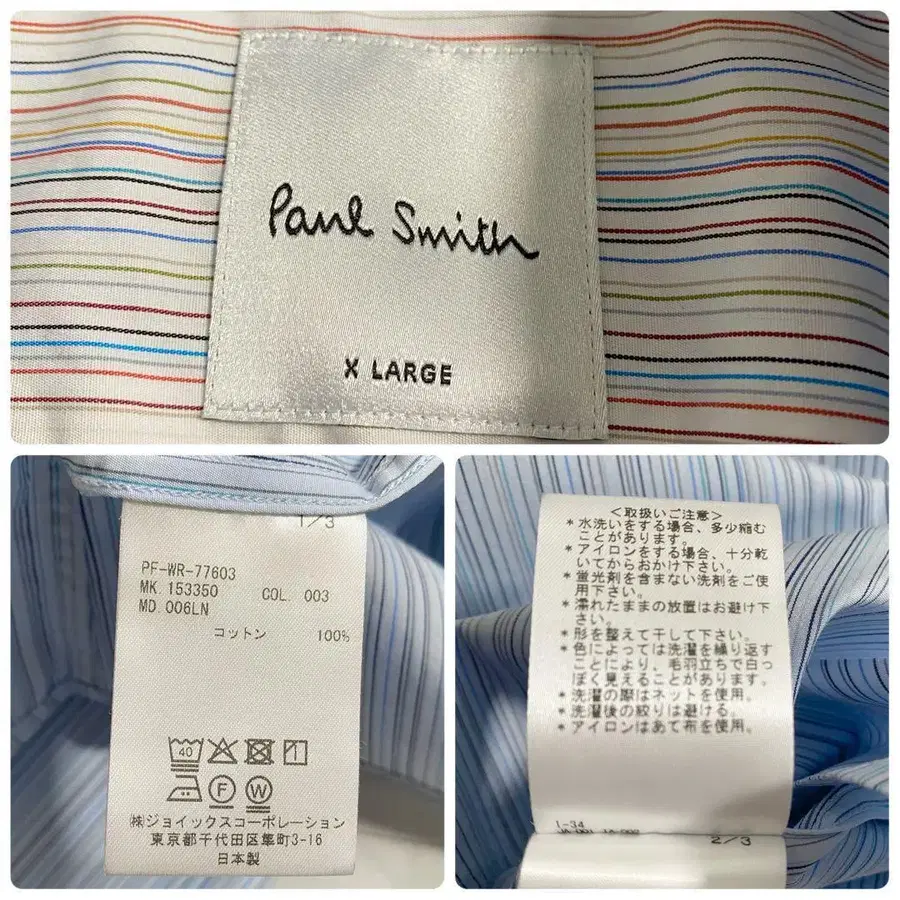 Paul Smith
X LARGE
1/3
PF-WR-77603
MK.153350 COL. 003
MD.006LN
コットン 100%
40
F W
㈱ジョイックスコーポレーション
東京都千代田区隼町3-16
日本製
<取扱いご注意>
*水洗いをする場合、多少縮む
ことがあります。
*アイロンをする場合、十分乾
いてからおかけ下さい。
*蛍光剤を含まない洗剤をご使
用下さい。
*濡れたままの放置はお避け下
さい。
*形を整えて干して下さい。
*色によっては洗濯を繰り返す
ことにより、毛羽立ちで白っ
ぽく見えることがあります。
*洗濯の際はネットを使用。
*洗濯後の絞りは避ける。
*アイロンはあて布を使用。
I-34
2/3